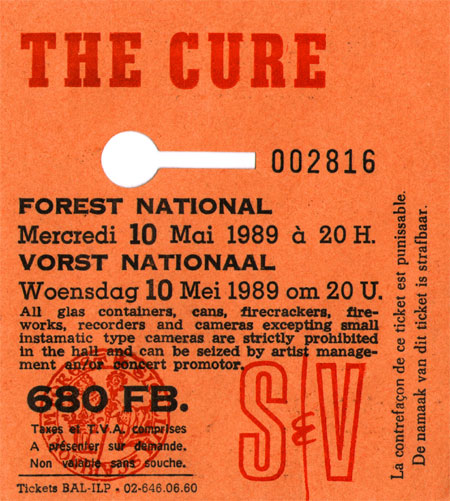 THE CURE
002816
FOREST NATIONAL
Mercredi 10 Mai 1989 à 20 H.
VORST NATIONAAL
Woensdag 10 Mei 1989 om 20 U.
All glas containers, cans, firecrackers, fire-
works, recorders and cameras excepting small
instamatic type cameras are strictly prohibited
in the hall and can be seized by artist manage-
ment an/or concert promotor.
680 FB.
Taxes et T.V.A. comprises
A présenter sur demande.
Non valable sans souche.
S&V
Tickets BAL-ILP - 02-646.06.60
La contrefaçon de ce ticket est punissable.
De namaak van dit ticket is strafbaar.